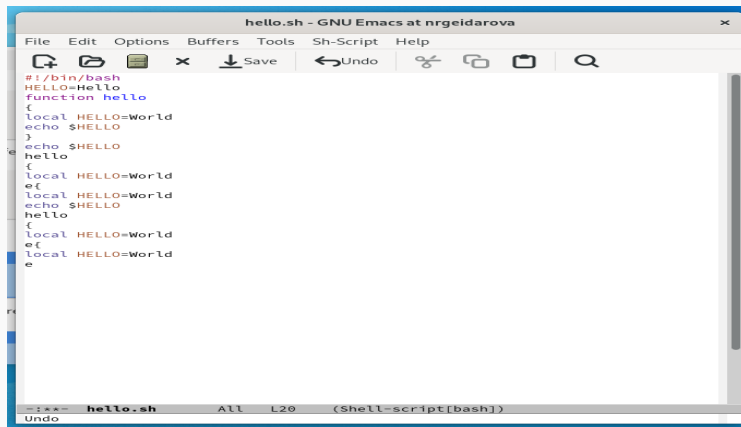 hello.sh - GNU Emacs at nrgeidarova ×
File Edit Options Buffers Tools Sh-Script Help
Save Undo
#!/bin/bash
HELLO=Hello
function hello
{
local HELLO=World
echo $HELLO
}
echo $HELLO
hello
{
local HELLO=World
e{
local HELLO=World
echo $HELLO
hello
{
local HELLO=World
e{
local HELLO=World
e
-:**- hello.sh All L20 (Shell-script[bash])
Undo